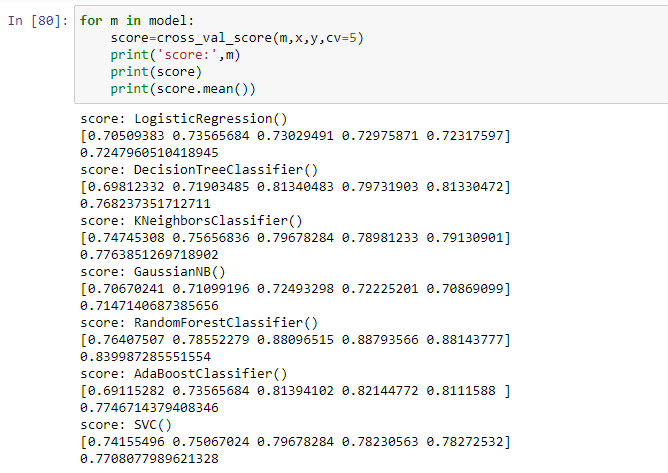 In [80]: for m in model:
score=cross_val_score(m,x,y,cv=5)
print('score:',m)
print(score)
print(score.mean())
score: LogisticRegression()
[0.70509383 0.73565684 0.73029491 0.72975871 0.72317597]
0.7247960510418945
score: DecisionTreeClassifier()
[0.69812332 0.71903485 0.81340483 0.79731903 0.81330472]
0.768237351712711
score: KNeighborsClassifier()
[0.74745308 0.75656836 0.79678284 0.78981233 0.79130901]
0.7763851269718902
score: GaussianNB()
[0.70670241 0.71099196 0.72493298 0.72225201 0.70869099]
0.7147140687385656
score: RandomForestClassifier()
[0.76407507 0.78552279 0.88096515 0.88793566 0.88143777]
0.839987285551554
score: AdaBoostClassifier()
[0.69115282 0.73565684 0.81394102 0.82144772 0.8111588 ]
0.7746714379408346
score: SVC()
[0.74155496 0.75067024 0.79678284 0.78230563 0.78272532]
0.7708077989621328